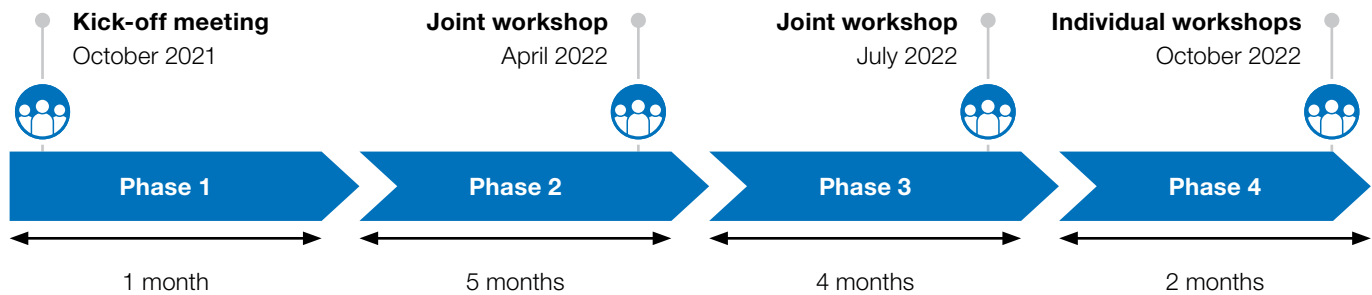 Kick-off meeting
October 2021
Joint workshop
April 2022
Joint workshop
July 2022
Individual workshops
October 2022
Phase 1
Phase 2
Phase 3
Phase 4
1 month
5 months
4 months
2 months